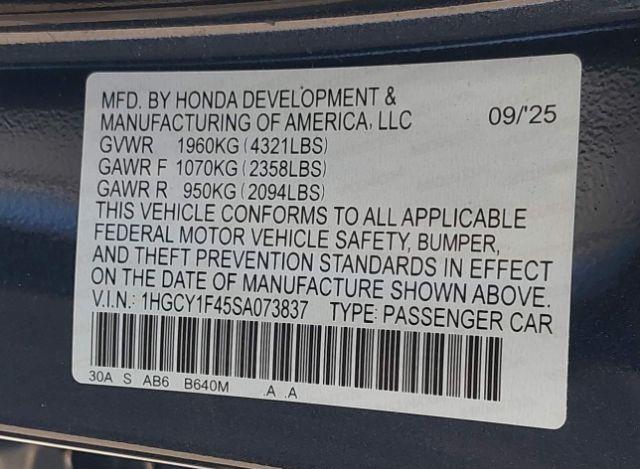 MFD. BY HONDA DEVELOPMENT &
MANUFACTURING OF AMERICA, LLC 09/'25
GVWR 1960KG (4321LBS)
GAWR F 1070KG (2358LBS)
GAWR R 950KG (2094LBS)
THIS VEHICLE CONFORMS TO ALL APPLICABLE
FEDERAL MOTOR VEHICLE SAFETY, BUMPER,
AND THEFT PREVENTION STANDARDS IN EFFECT
ON THE DATE OF MANUFACTURE SHOWN ABOVE.
V.I.N.: 1HGCY1F45SA073837 TYPE: PASSENGER CAR
30A S AB6 B640M .A .A